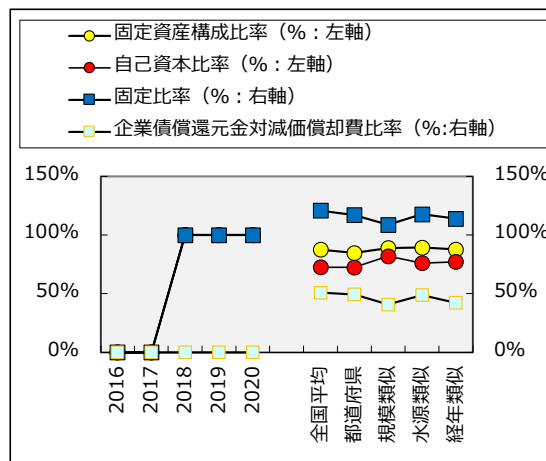 固定資産構成比率（%：左軸）
自己資本比率（%：左軸）
固定比率（%：右軸）
企業債償還元金対減価償却費比率（%:右軸）
150%
100%
50%
0%
150%
100%
50%
0%
2016
2017
2018
2019
2020
全国平均
都道府県
規模類似
水源類似
経年類似